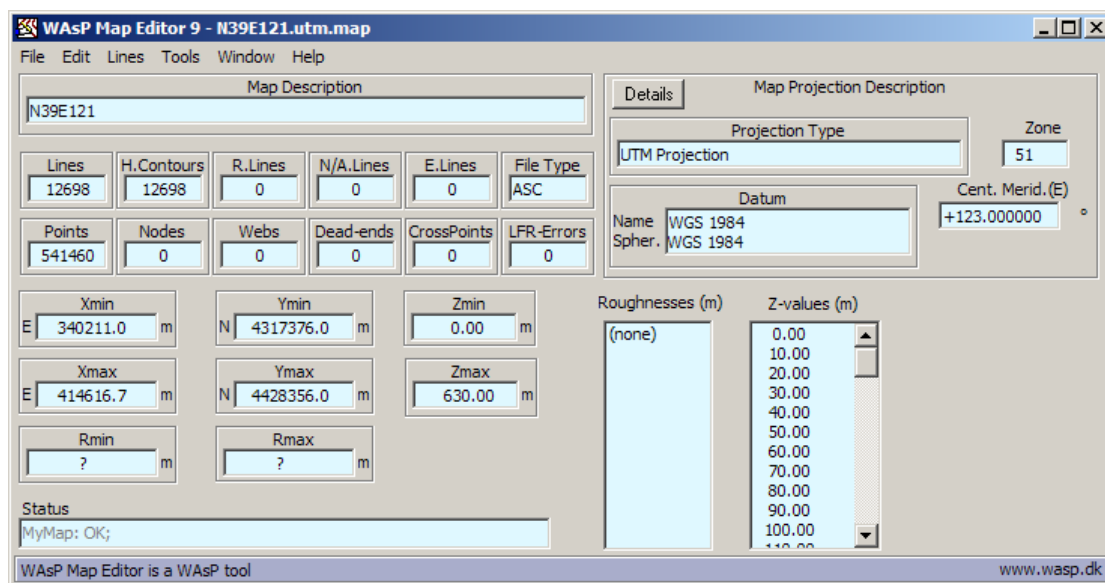 WAsP Map Editor 9 - N39E121.utm.map
File Edit Lines Tools Window Help
Map Description
N39E121
Details
Map Projection Description
Projection Type
UTM Projection
Zone
51
Datum
Name WGS 1984
Spher. WGS 1984
Cent. Merid.(E)
+123.000000 °
Lines H.Contours R.Lines N/A.Lines E.Lines File Type
12698 12698 0 0 0 ASC
Points Nodes Webs Dead-ends CrossPoints LFR-Errors
541460 0 0 0 0 0
Xmin Ymin Zmin
E 340211.0 m N 4317376.0 m 0.00 m
Xmax Ymax Zmax
E 414616.7 m N 4428356.0 m 630.00 m
Rmin Rmax
? m ? m
Roughnesses (m)
(none)
Z-values (m)
0.00
10.00
20.00
30.00
40.00
50.00
60.00
70.00
80.00
90.00
100.00
110.00
Status
MyMap: OK;
WAsP Map Editor is a WAsP tool www.wasp.dk